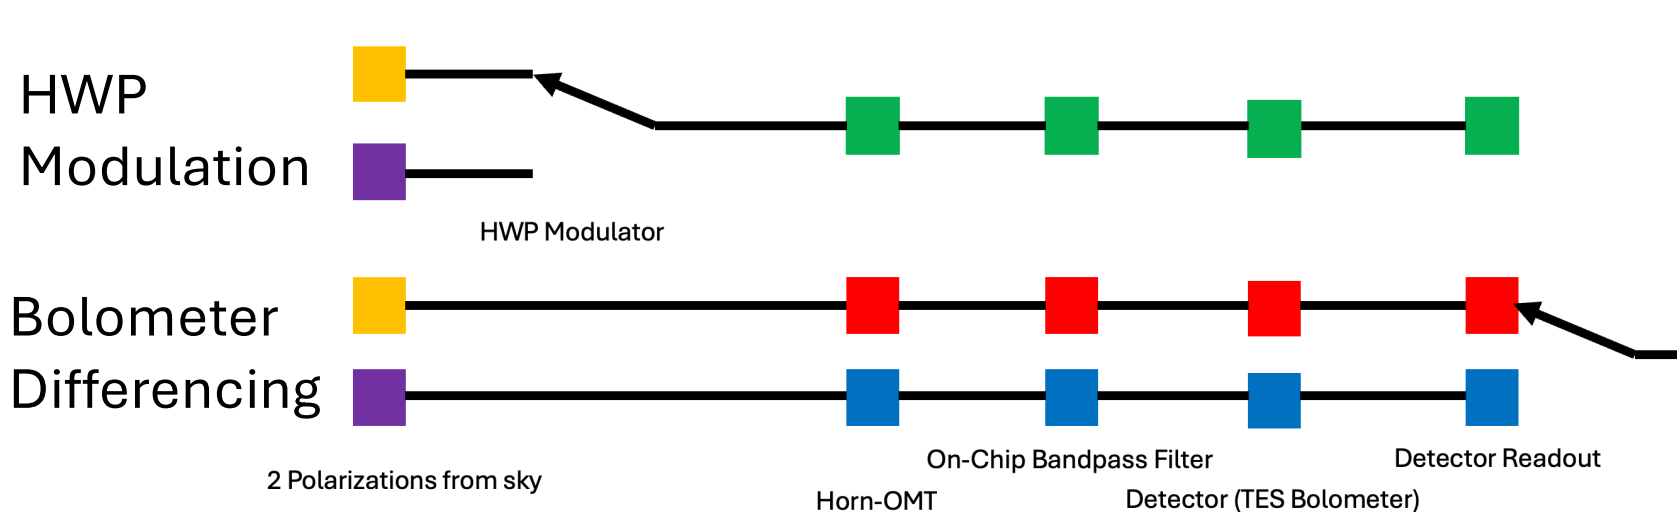 HWP
Modulation
HWP Modulator
Bolometer
Differencing
2 Polarizations from sky
Horn-OMT
On-Chip Bandpass Filter
Detector (TES Bolometer)
Detector Readout